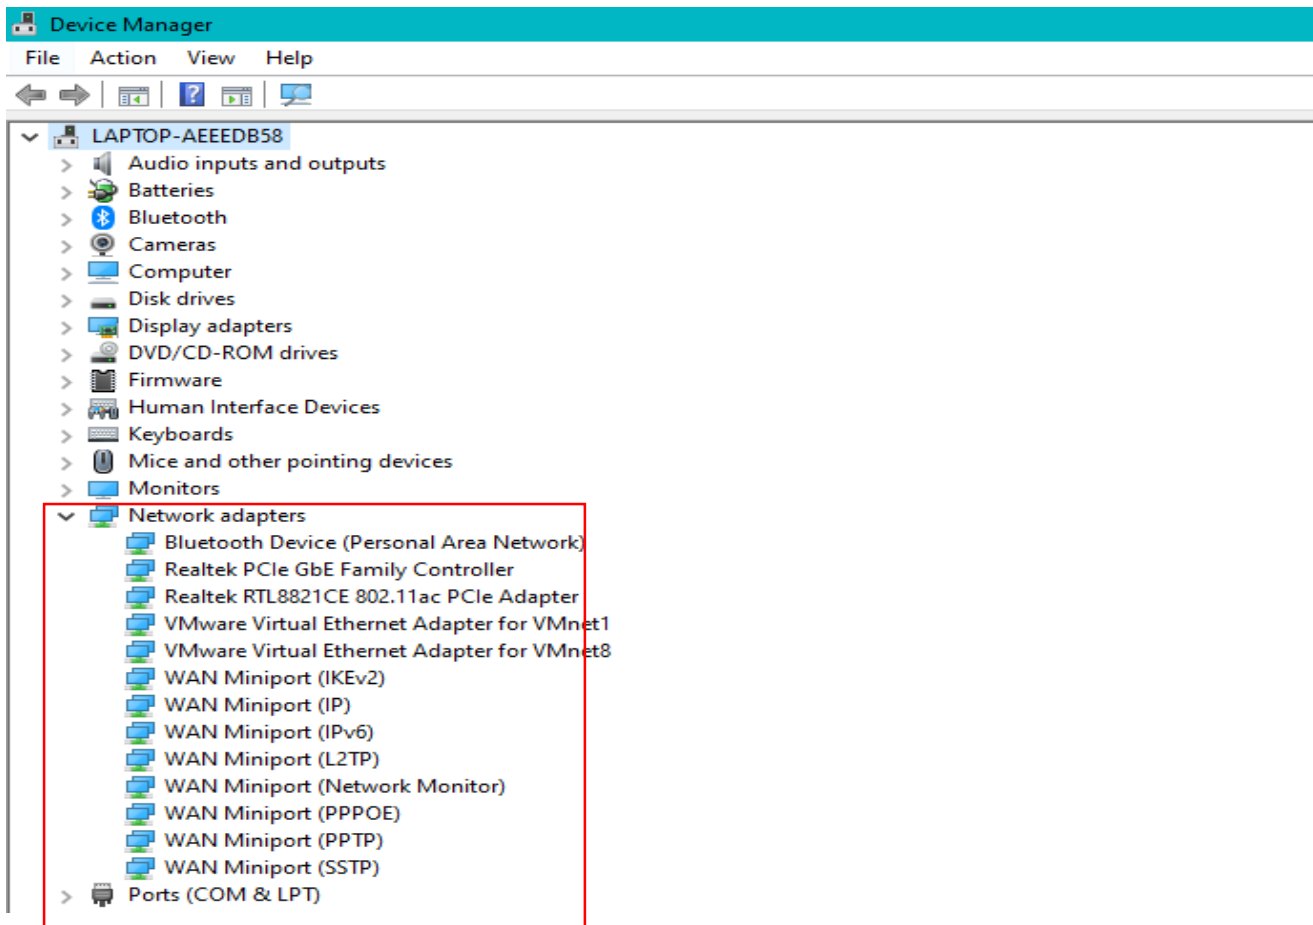 Device Manager
File Action View Help
LAPTOP-AEEEDB58
Audio inputs and outputs
Batteries
Bluetooth
Cameras
Computer
Disk drives
Display adapters
DVD/CD-ROM drives
Firmware
Human Interface Devices
Keyboards
Mice and other pointing devices
Monitors
Network adapters
Bluetooth Device (Personal Area Network)
Realtek PCIe GbE Family Controller
Realtek RTL8821CE 802.11ac PCIe Adapter
VMware Virtual Ethernet Adapter for VMnet1
VMware Virtual Ethernet Adapter for VMnet8
WAN Miniport (IKEv2)
WAN Miniport (IP)
WAN Miniport (IPv6)
WAN Miniport (L2TP)
WAN Miniport (Network Monitor)
WAN Miniport (PPPOE)
WAN Miniport (PPTP)
WAN Miniport (SSTP)
Ports (COM & LPT)